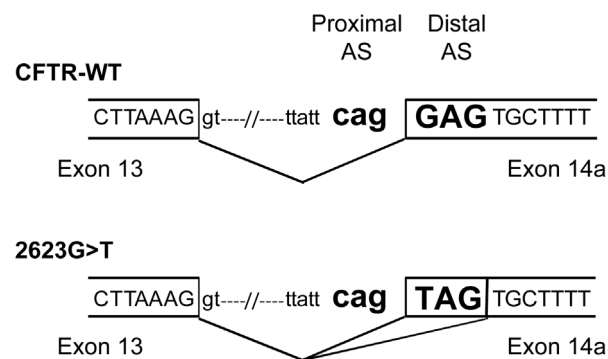 Proximal Distal
AS AS
CFTR-WT
CTTAAAG gt----//----ttatt cag GAG TGCTTTT
Exon 13 Exon 14a
2623G>T
CTTAAAG gt----//----ttatt cag TAG TGCTTTT
Exon 13 Exon 14a